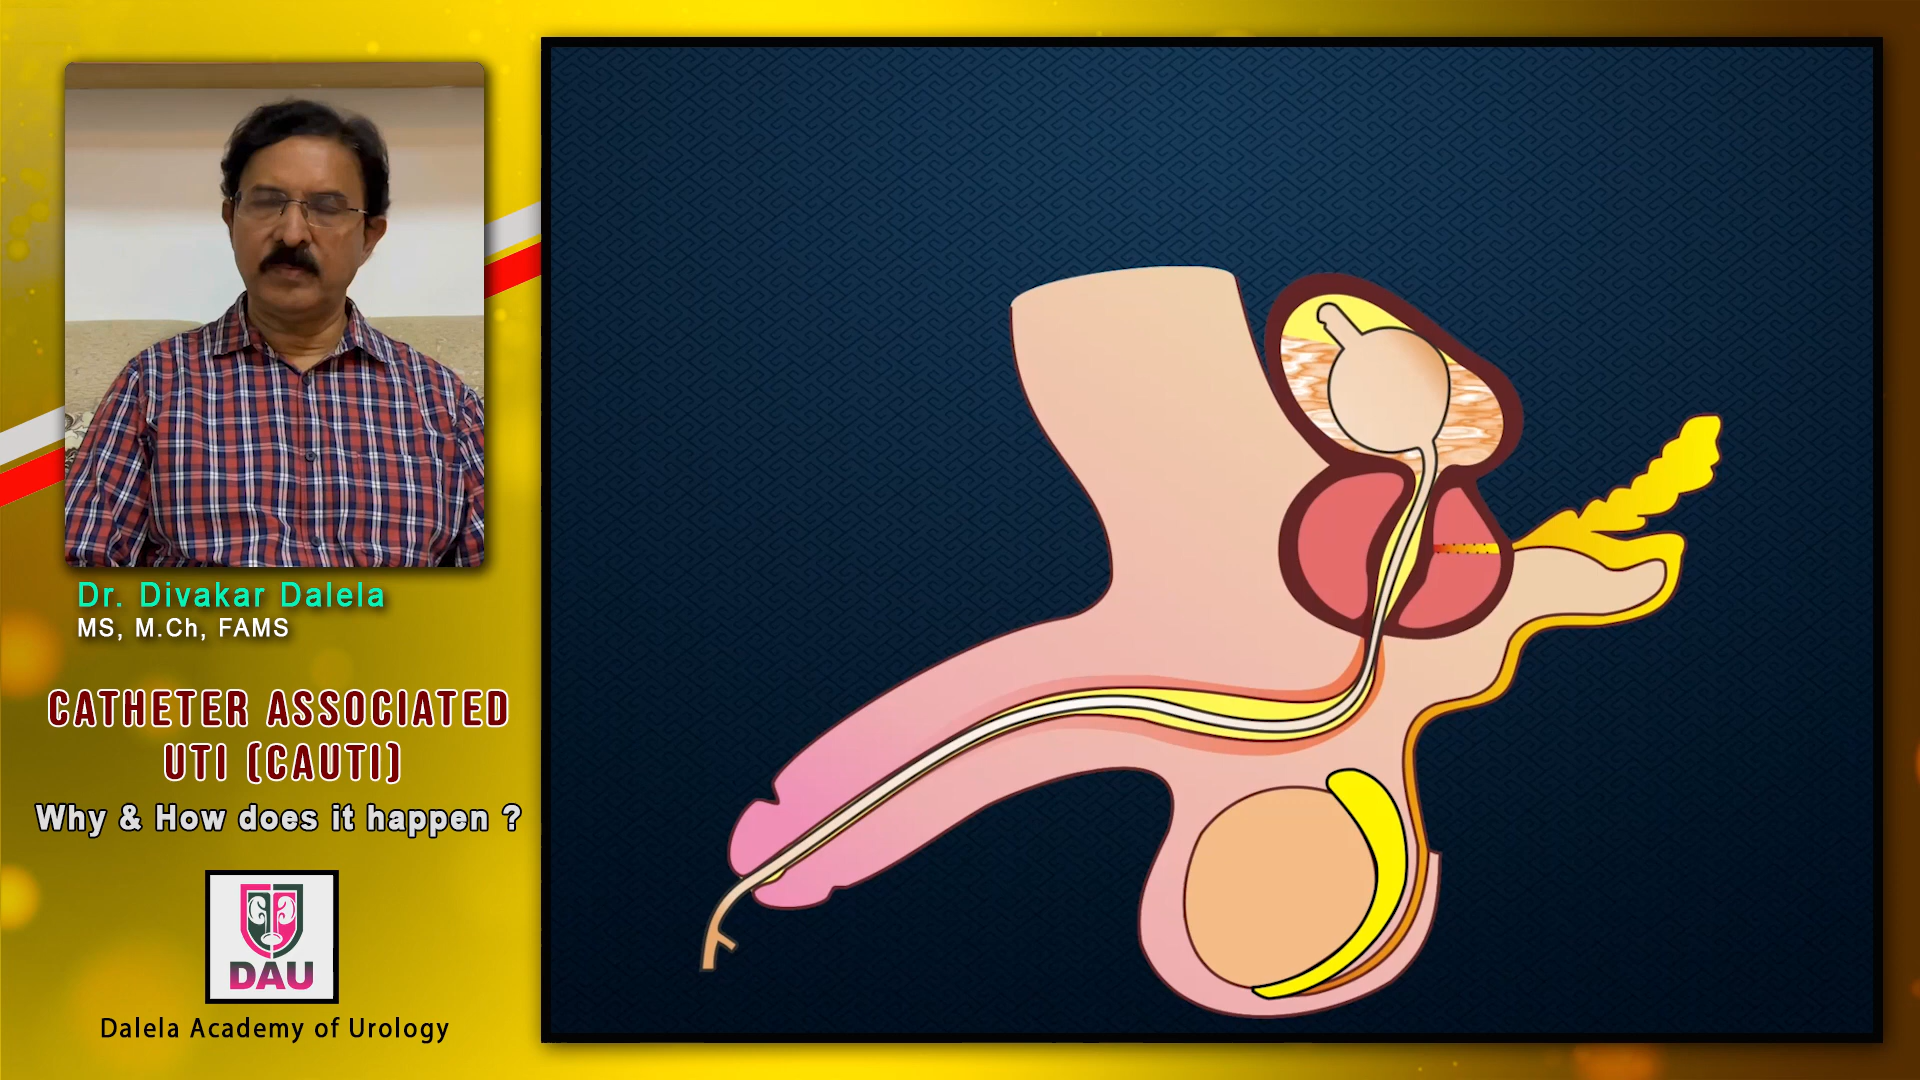 Dr. Divakar Dalela
MS, M.Ch, FAMS
CATHETER ASSOCIATED
UTI (CAUTI)
Why & How does it happen ?
DAU
Dalela Academy of Urology